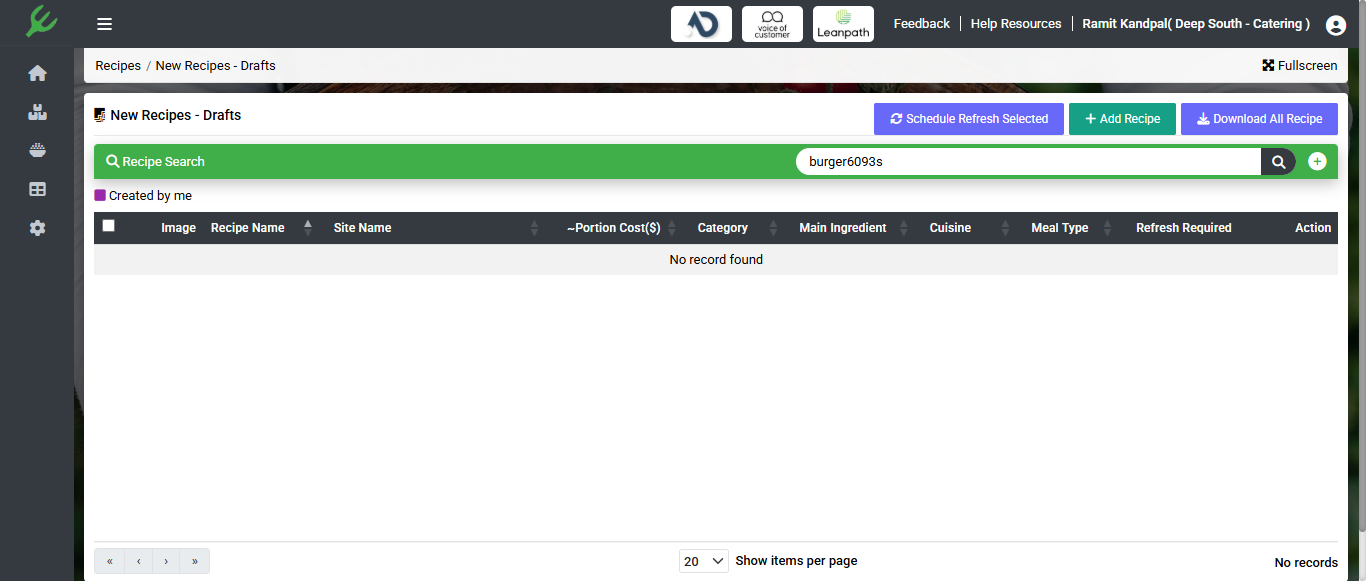 voice of
customer
Leanpath
Feedback
Help Resources
Ramit Kandpal( Deep South - Catering )
Recipes / New Recipes - Drafts
Fullscreen
New Recipes - Drafts
Schedule Refresh Selected
+ Add Recipe
Download All Recipe
Recipe Search
burger6093s
Created by me
Image Recipe Name Site Name ~Portion Cost($) Category Main Ingredient Cuisine Meal Type Refresh Required Action
No record found
« ‹ › »
20 Show items per page
No records